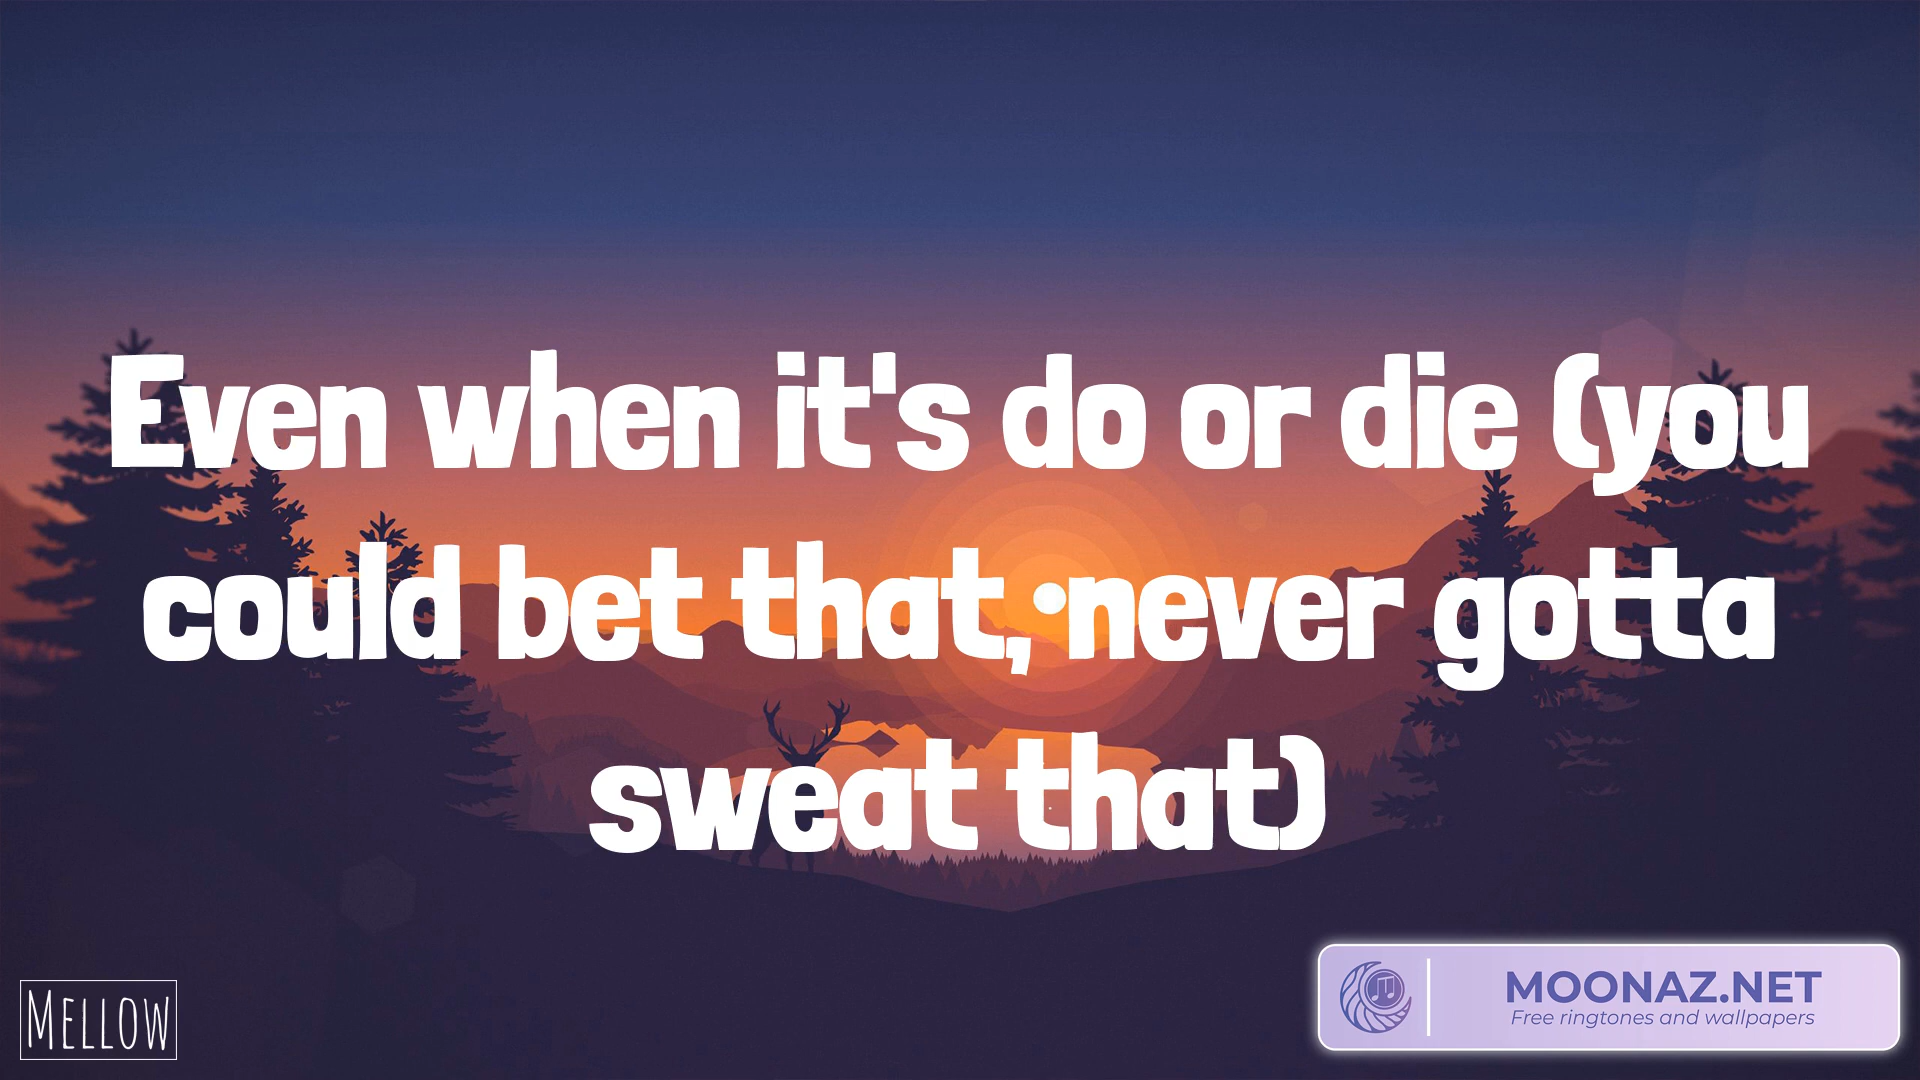 Even when it's do or die (you
could bet that, never gotta
sweat that)
MELLOW
MOONAZ.NET
Free ringtones and wallpapers